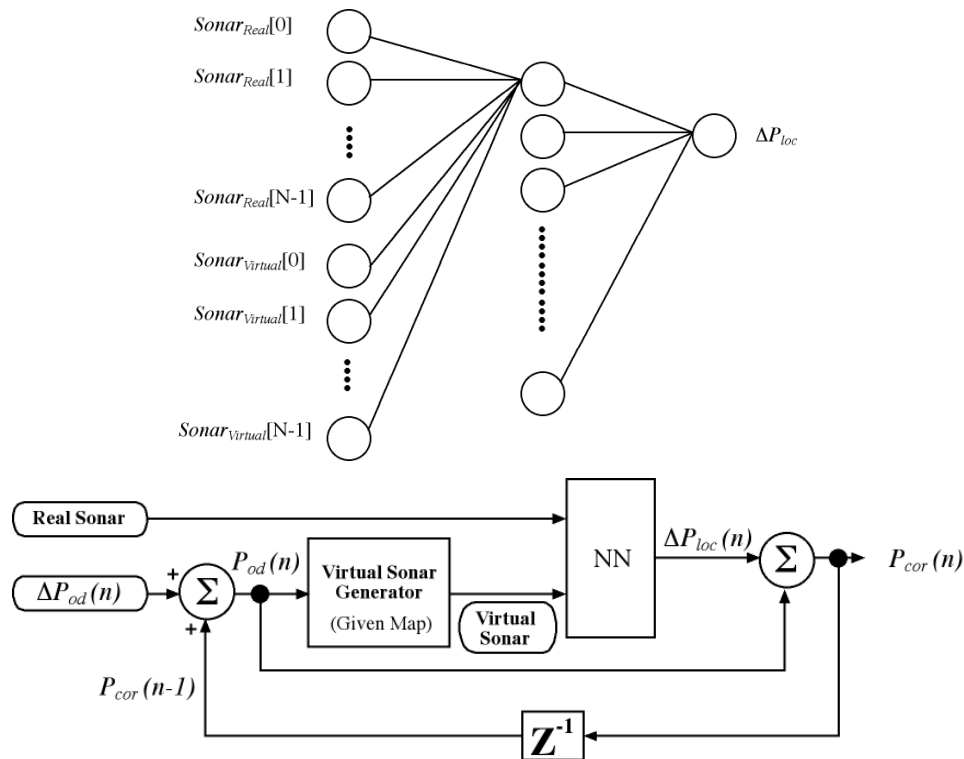 Sonar_Real[0]
Sonar_Real[1]
Sonar_Real[N-1]
Sonar_Virtual[0]
Sonar_Virtual[1]
Sonar_Virtual[N-1]
ΔP_loc
Real Sonar
ΔP_od(n)
+
+
Σ
P_od(n)
Virtual Sonar
Generator
(Given Map)
Virtual
Sonar
NN
ΔP_loc(n)
Σ
P_cor(n)
P_cor(n-1)
Z^-1